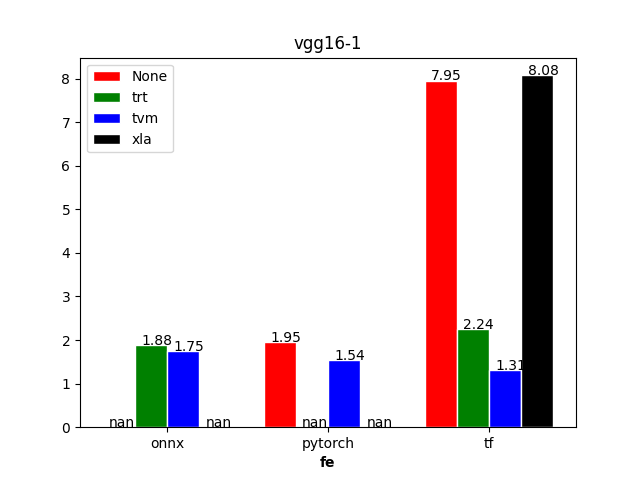 vgg16-1
None
trt
tvm
xla
8
7
6
5
4
3
2
1
0
nan 1.88 1.75 nan
1.95 nan 1.54 nan
7.95 2.24 1.31 8.08
onnx pytorch tf
fe